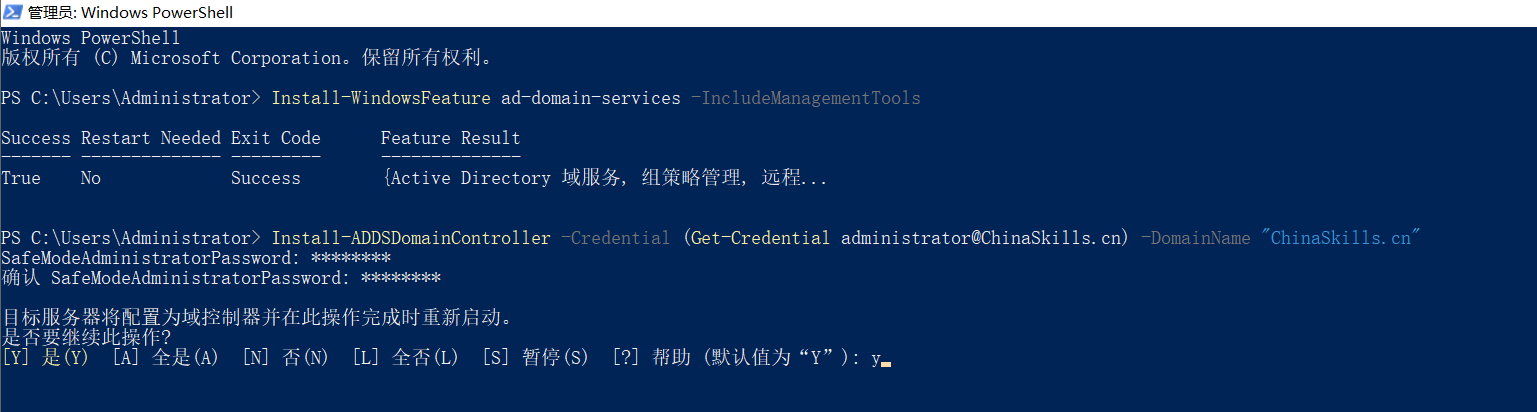 管理员: Windows PowerShell
Windows PowerShell
版权所有 (C) Microsoft Corporation。保留所有权利。
PS C:\Users\Administrator> Install-WindowsFeature ad-domain-services -IncludeManagementTools
Success Restart Needed Exit Code      Feature Result
------- -------------- ---------      --------------
True    No             Success        {Active Directory 域服务, 组策略管理, 远程...
PS C:\Users\Administrator> Install-ADDSDomainController -Credential (Get-Credential administrator@ChinaSkills.cn) -DomainName "ChinaSkills.cn"
SafeModeAdministratorPassword: ********
确认 SafeModeAdministratorPassword: ********
目标服务器将配置为域控制器并在此操作完成时重新启动。
是否要继续此操作?
[Y] 是(Y)  [A] 全是(A)  [N] 否(N)  [L] 全否(L)  [S] 暂停(S)  [?] 帮助 (默认值为“Y”): y